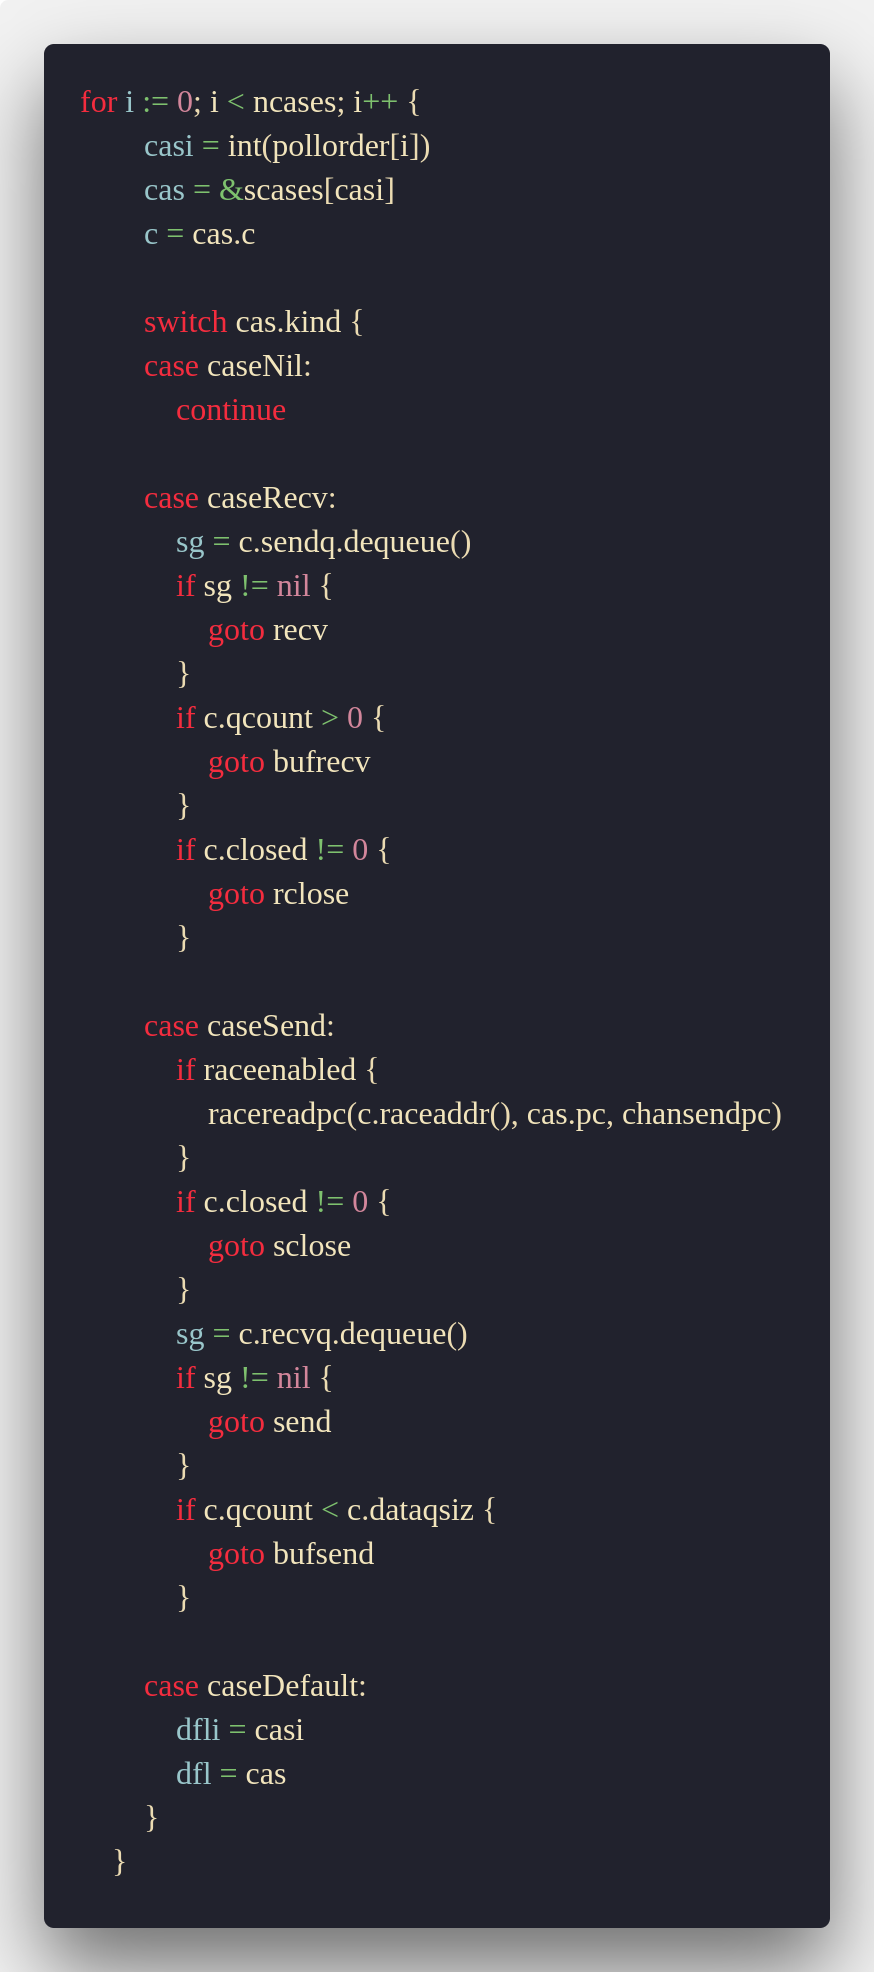 for i := 0; i < ncases; i++ {
casi = int(pollorder[i])
cas = &scases[casi]
c = cas.c
switch cas.kind {
case caseNil:
continue
case caseRecv:
sg = c.sendq.dequeue()
if sg != nil {
goto recv
}
if c.qcount > 0 {
goto bufrecv
}
if c.closed != 0 {
goto rclose
}
case caseSend:
if raceenabled {
racereadpc(c.raceaddr(), cas.pc, chansendpc)
}
if c.closed != 0 {
goto sclose
}
sg = c.recvq.dequeue()
if sg != nil {
goto send
}
if c.qcount < c.dataqsiz {
goto bufsend
}
case caseDefault:
dfli = casi
dfl = cas
}
}